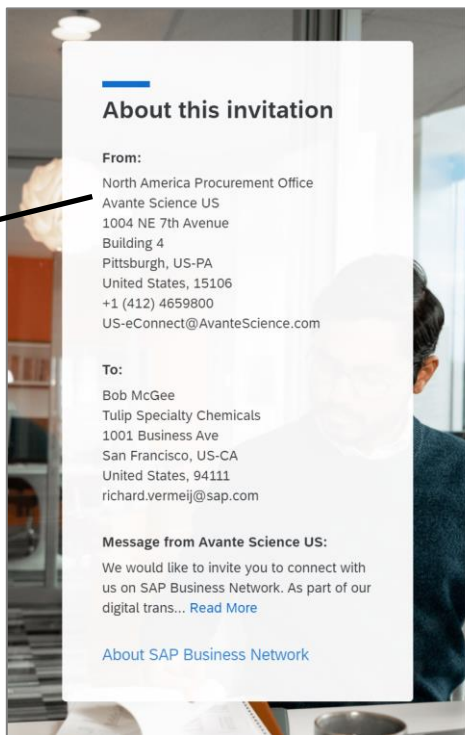 About this invitation
From:
North America Procurement Office
Avante Science US
1004 NE 7th Avenue
Building 4
Pittsburgh, US-PA
United States, 15106
+1 (412) 4659800
US-eConnect@AvanteScience.com
To:
Bob McGee
Tulip Specialty Chemicals
1001 Business Ave
San Francisco, US-CA
United States, 94111
richard.vermeij@sap.com
Message from Avante Science US:
We would like to invite you to connect with
us on SAP Business Network. As part of our
digital trans... Read More
About SAP Business Network